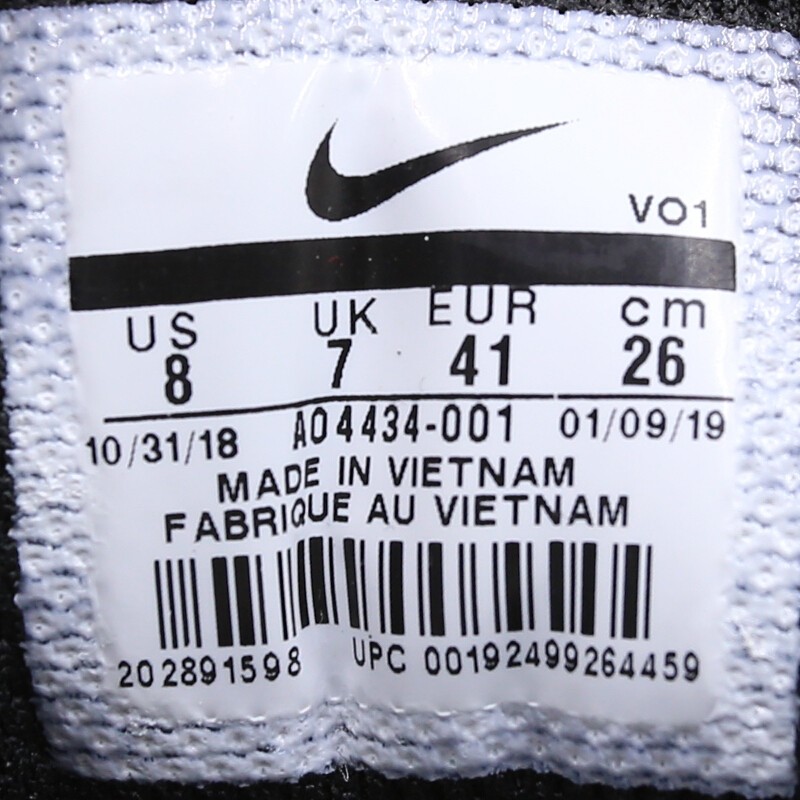 VO1
US UK EUR cm
8 7 41 26
10/31/18 AO4434-001 01/09/19
MADE IN VIETNAM
FABRIQUE AU VIETNAM
2028915988 UPC 00192499264459